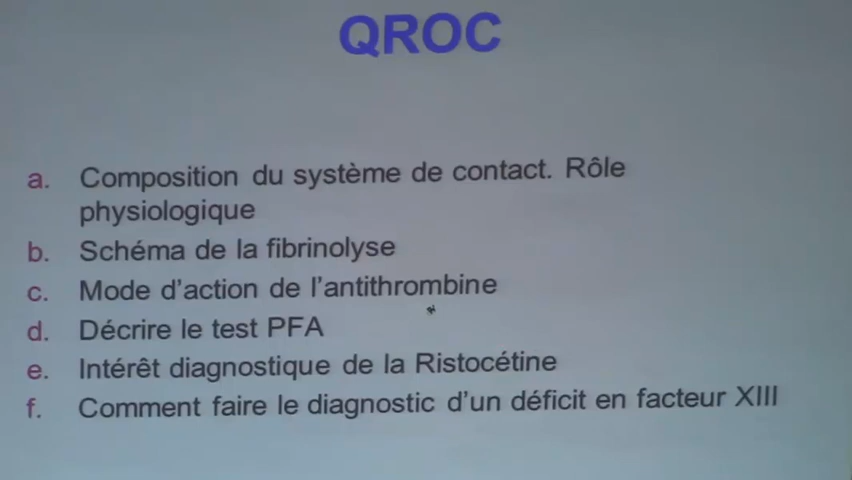 QROC
a. Composition du système de contact. Rôle
physiologique
b. Schéma de la fibrinolyse
c. Mode d'action de l'antithrombine
d. Décrire le test PFA
e. Intérêt diagnostique de la Ristocétine
f. Comment faire le diagnostic d'un déficit en facteur XIII